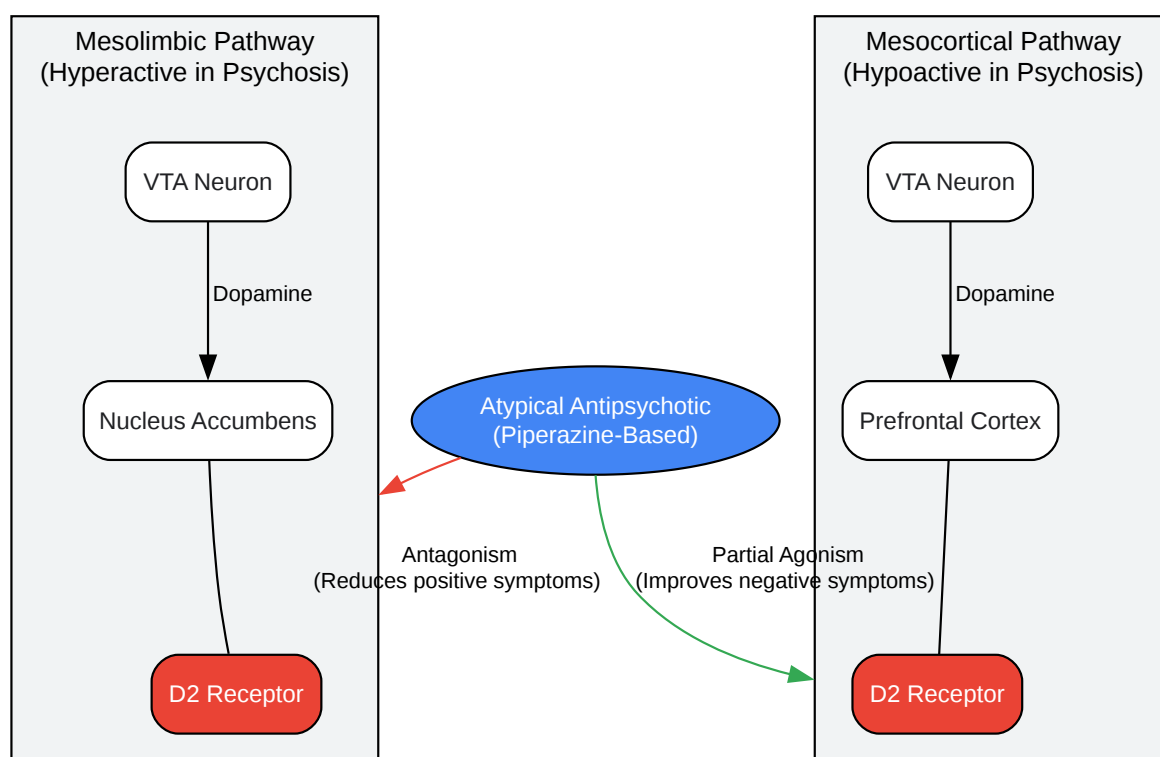 Mesolimbic Pathway
(Hyperactive in Psychosis)
VTA Neuron
Dopamine
Nucleus Accumbens
D2 Receptor
Atypical Antipsychotic
(Piperazine-Based)
Antagonism
(Reduces positive symptoms)
Partial Agonism
(Improves negative symptoms)
Mesocortical Pathway
(Hypoactive in Psychosis)
VTA Neuron
Dopamine
Prefrontal Cortex
D2 Receptor